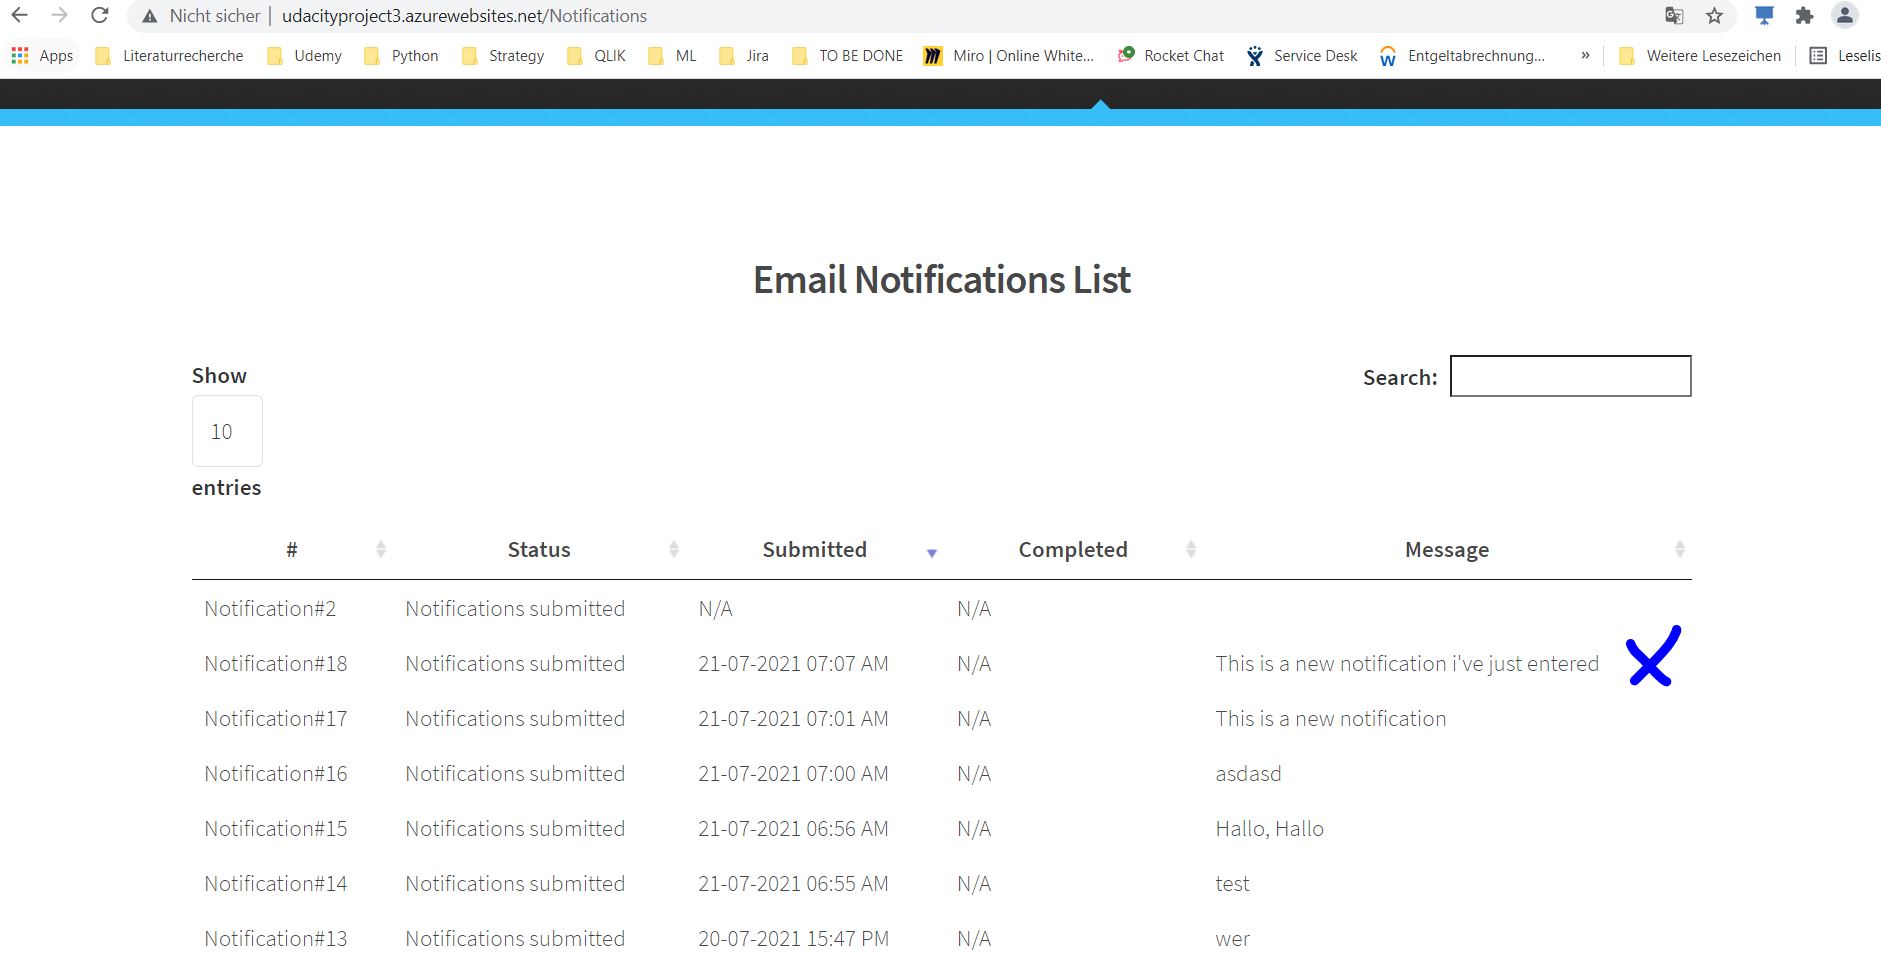 Nicht sicher | udacityproject3.azurewebsites.net/Notifications
Apps Literaturrecherche Udemy Python Strategy QLIK ML Jira TO BE DONE Miro | Online White... Rocket Chat Service Desk Entgeltabrechnung... » Weitere Lesezeichen Leselis
Email Notifications List
Show
Search:
10
entries
# Status Submitted Completed Message
Notification#2 Notifications submitted N/A N/A
Notification#18 Notifications submitted 21-07-2021 07:07 AM N/A This is a new notification i've just entered
Notification#17 Notifications submitted 21-07-2021 07:01 AM N/A This is a new notification
Notification#16 Notifications submitted 21-07-2021 07:00 AM N/A asdasd
Notification#15 Notifications submitted 21-07-2021 06:56 AM N/A Hallo, Hallo
Notification#14 Notifications submitted 21-07-2021 06:55 AM N/A test
Notification#13 Notifications submitted 20-07-2021 15:47 PM N/A wer